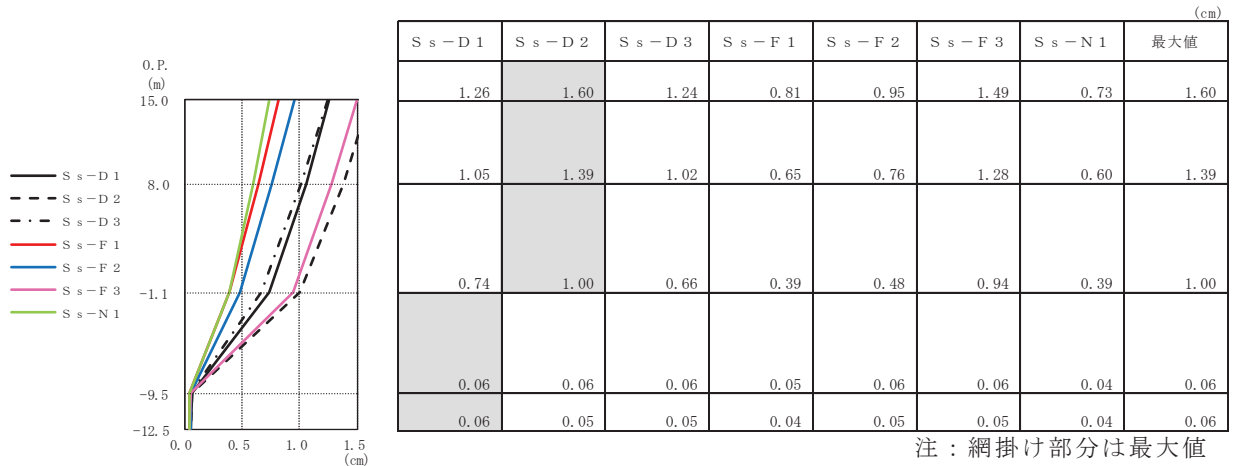 O.P.
(m)
15.0
8.0
-1.1
-9.5
-12.5
0.0 0.5 1.0 1.5
(cm)
Ss-D1
Ss-D2
Ss-D3
Ss-F1
Ss-F2
Ss-F3
Ss-N1
(cm)
Ss-D1 Ss-D2 Ss-D3 Ss-F1 Ss-F2 Ss-F3 Ss-N1 最大値
1.26 1.60 1.24 0.81 0.95 1.49 0.73 1.60
1.05 1.39 1.02 0.65 0.76 1.28 0.60 1.39
0.74 1.00 0.66 0.39 0.48 0.94 0.39 1.00
0.06 0.06 0.06 0.05 0.06 0.06 0.04 0.06
0.06 0.05 0.05 0.04 0.05 0.05 0.04 0.06
注：網掛け部分は最大値